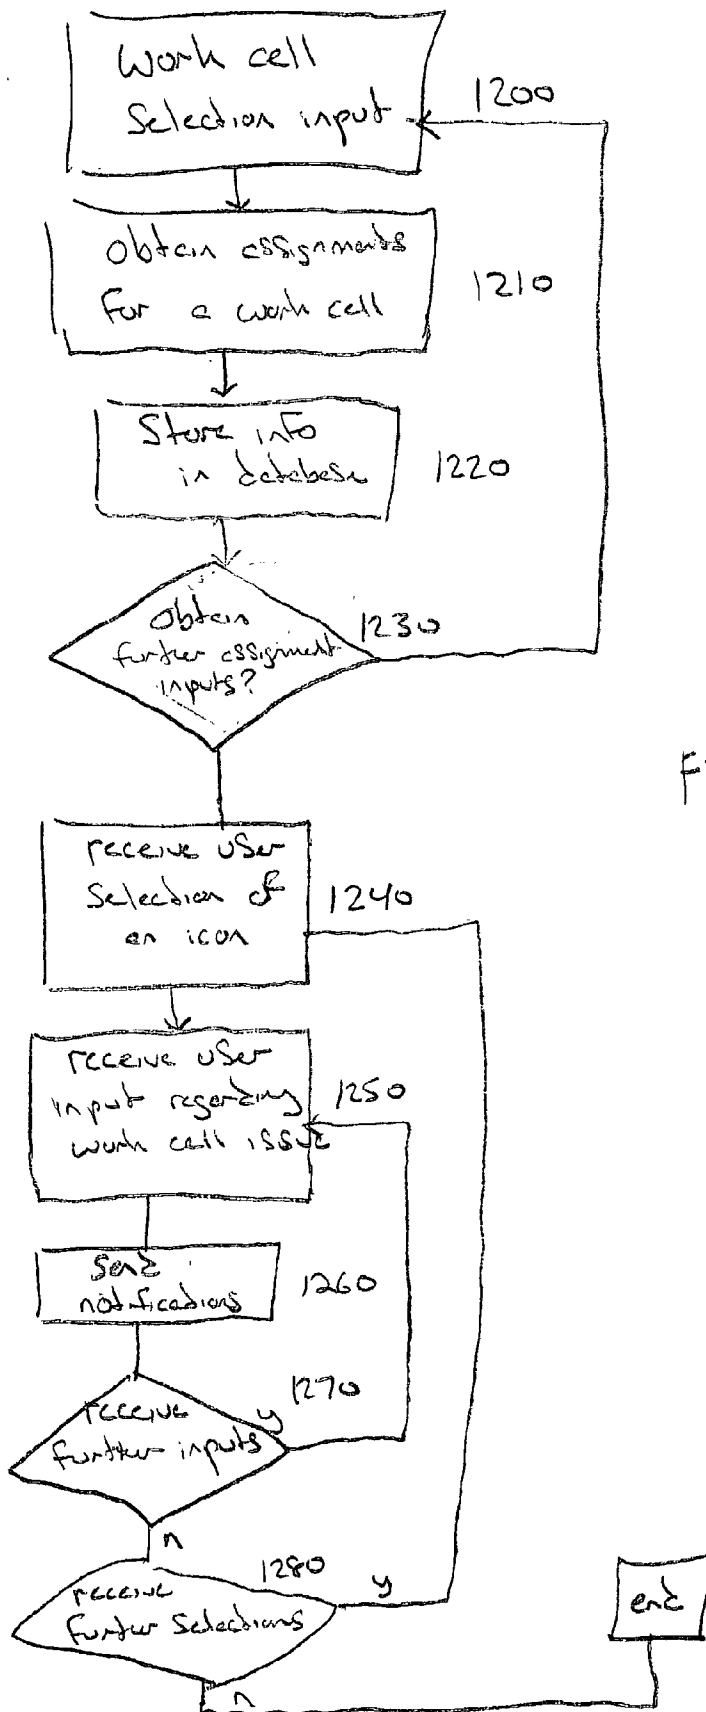 Work cell
Selection input
1200
Obtain assignments
for a work cell
1210
Store info
in database
1220
Obtain
further assignment
inputs?
1230
receive user
Selection of
an icon
1240
receive user
input regarding
work cell issue
1250
Send
notifications
1260
receive
further inputs
1270
y
n
receive
further Selections
1280
y
n
end
F